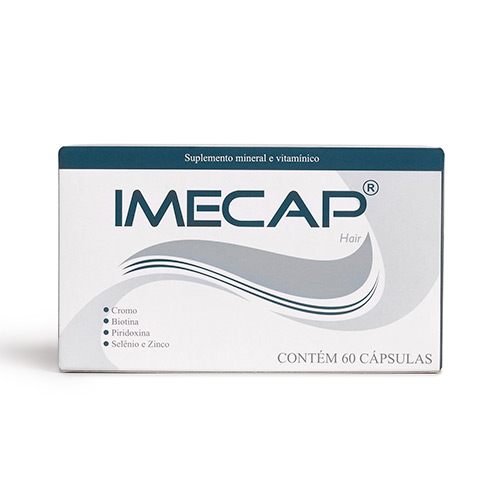 Suplemento mineral e vitamínico
IMECAP®
Hair
Cromo
Biotina
Piridoxina
Selênio e Zinco
CONTÉM 60 CÁPSULAS